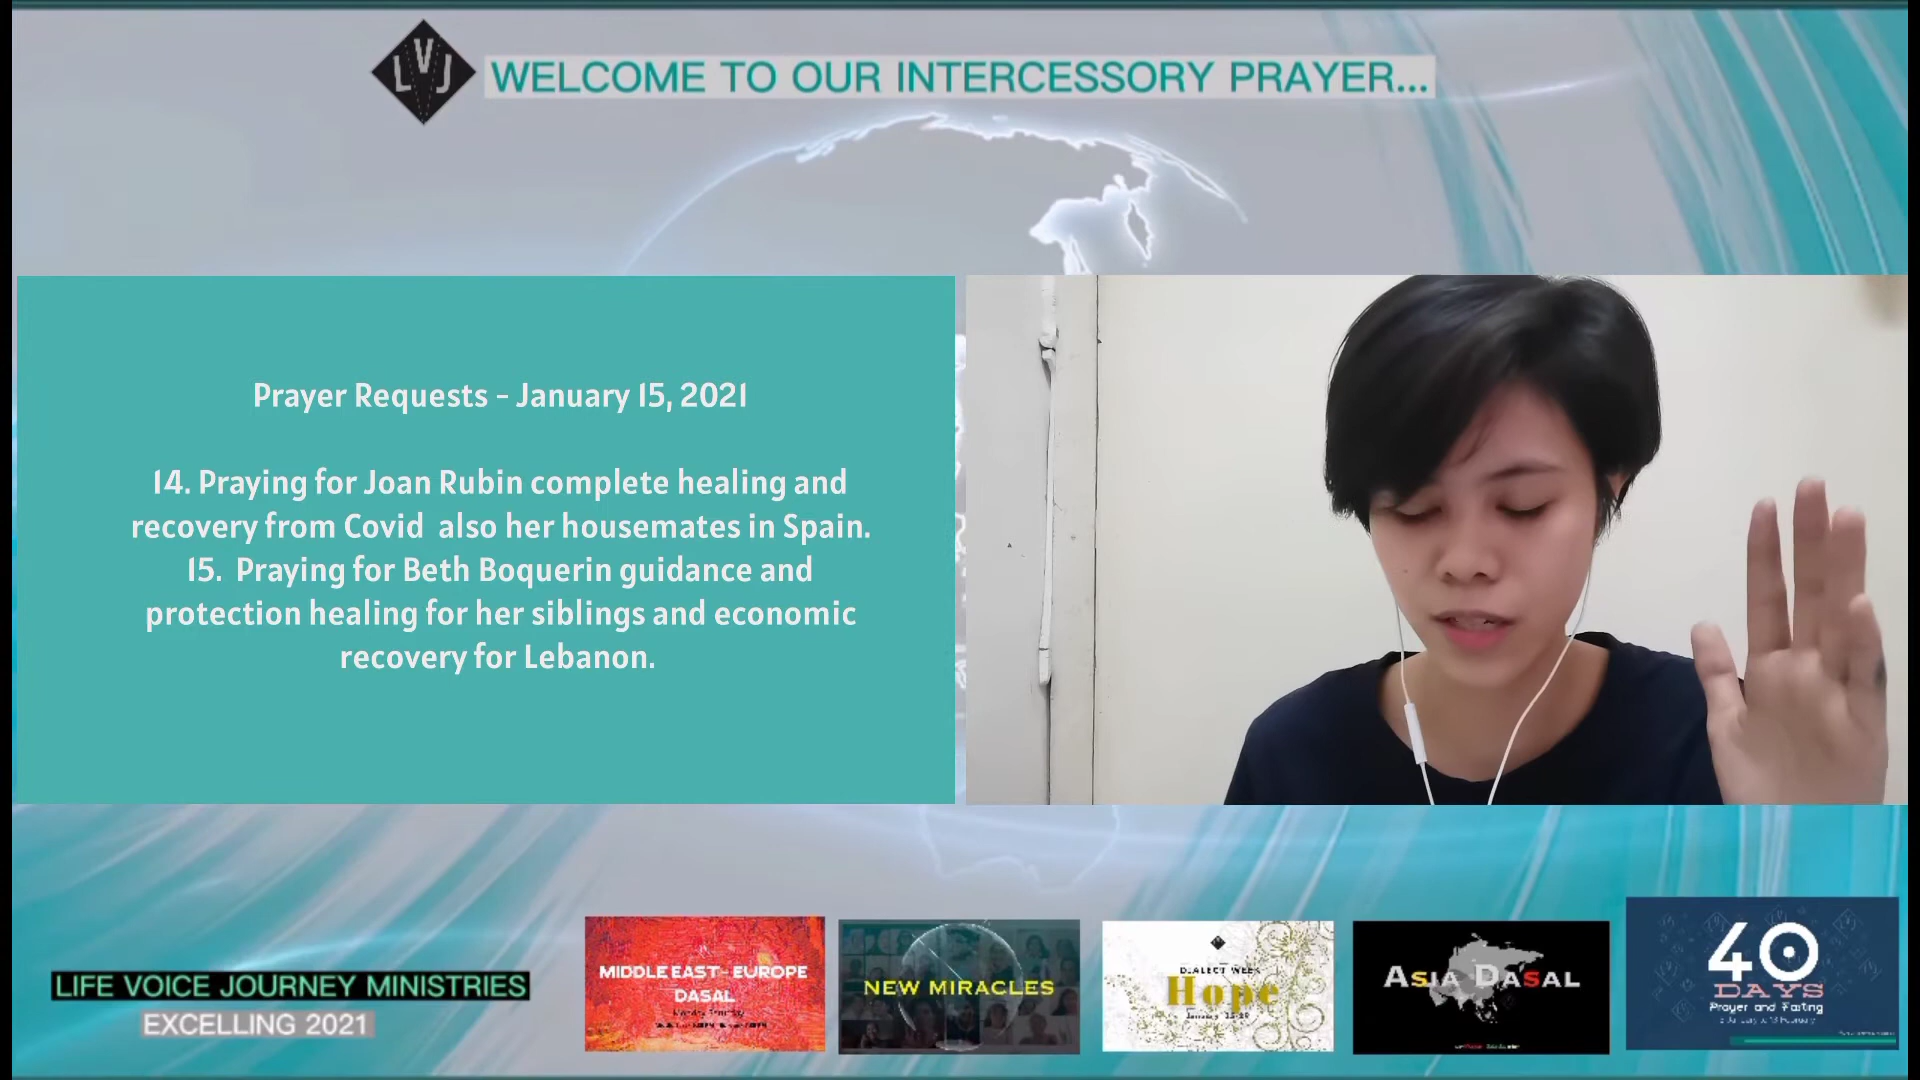 LVJ
WELCOME TO OUR INTERCESSORY PRAYER...
Prayer Requests - January 15, 2021
14. Praying for Joan Rubin complete healing and
recovery from Covid also her housemates in Spain.
15. Praying for Beth Boquerin guidance and
protection healing for her siblings and economic
recovery for Lebanon.
LIFE VOICE JOURNEY MINISTRIES
EXCELLING 2021
MIDDLE EAST- EUROPE
DASAL
Monday
NEW MIRACLES
DIALECT WEEK
Hope
January
ASIA DASAL
40
DAYS
Prayer and Fasting